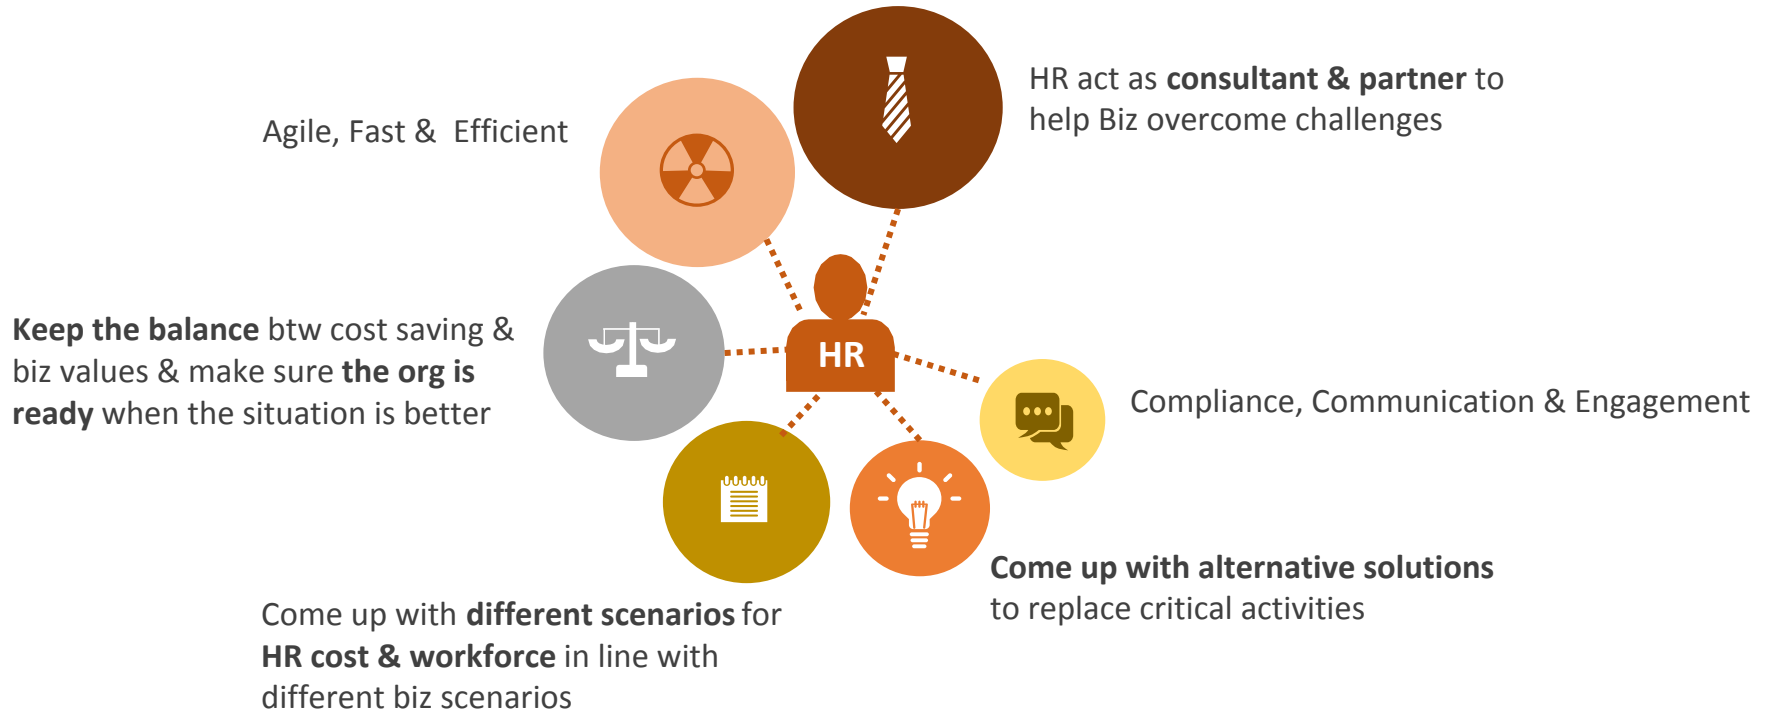 HR act as consultant & partner to
help Biz overcome challenges
Agile, Fast & Efficient
HR
Keep the balance btw cost saving &
biz values & make sure the org is
ready when the situation is better
Compliance, Communication & Engagement
Come up with alternative solutions
to replace critical activities
Come up with different scenarios for
HR cost & workforce in line with
different biz scenarios